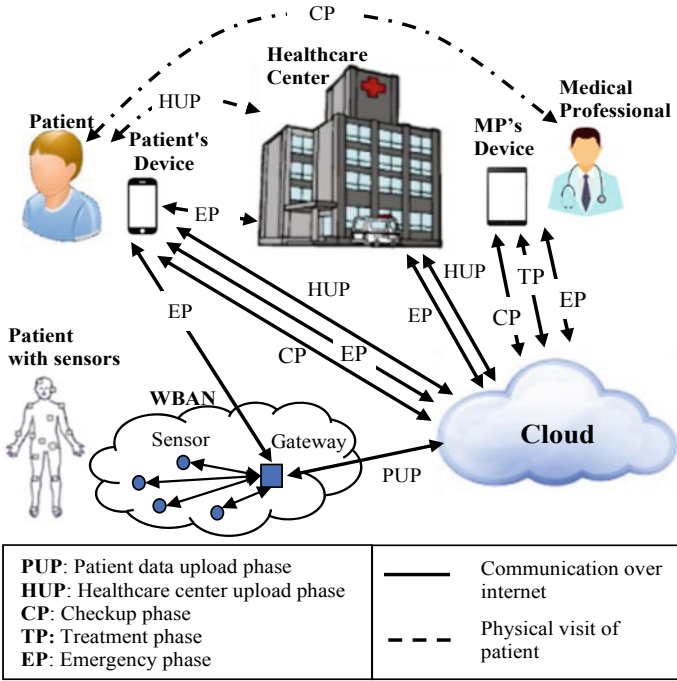 CP
Healthcare
Center
Medical
Professional
HUP
Patient
Patient's
Device
MP's
Device
EP
HUP
TP
HUP
EP
EP
CP
EP
EP
CP
Patient
with sensors
WBAN
Cloud
Sensor
Gateway
PUP
PUP: Patient data upload phase
HUP: Healthcare center upload phase
CP: Checkup phase
TP: Treatment phase
EP: Emergency phase
Communication over
internet
Physical visit of
patient